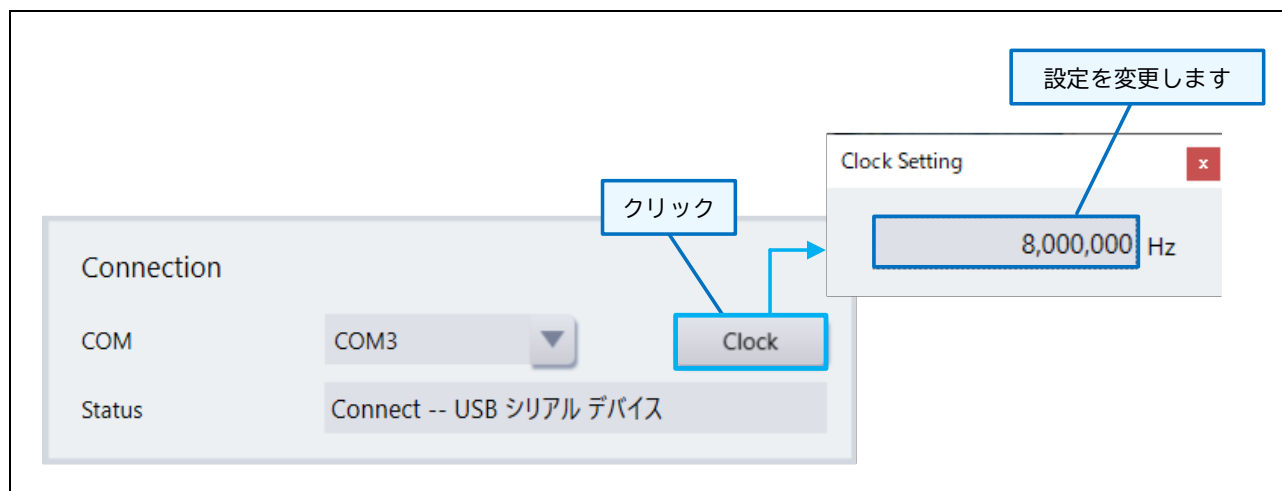 設定を変更します
Clock Setting
x
クリック
8,000,000 Hz
Connection
COM
COM3
Clock
Status
Connect -- USB シリアル デバイス